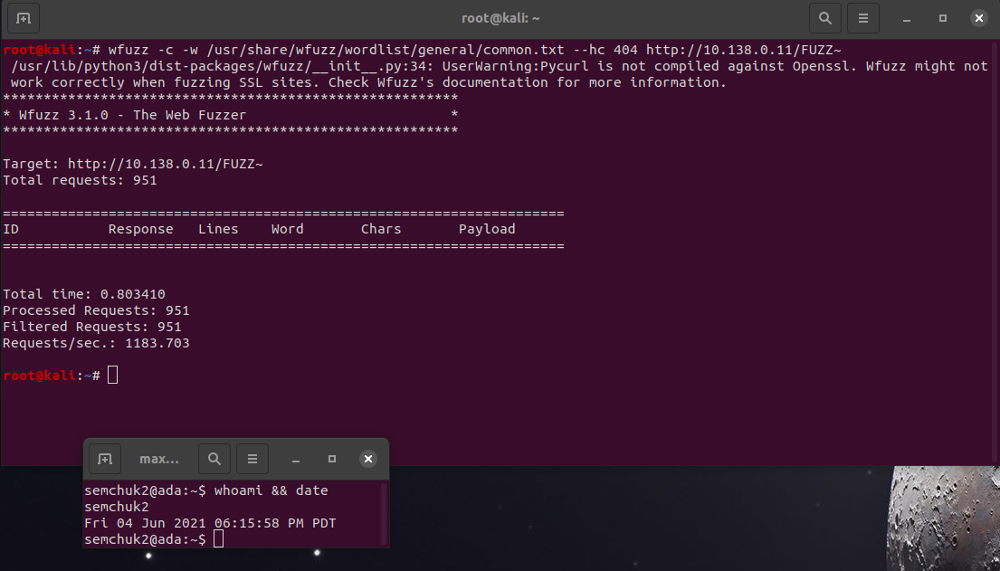 root@kali: ~
root@kali:~# wfuzz -c -w /usr/share/wfuzz/wordlist/general/common.txt --hc 404 http://10.138.0.11/FUZZ~
/usr/lib/python3/dist-packages/wfuzz/__init__.py:34: UserWarning:Pycurl is not compiled against Openssl. Wfuzz might not
work correctly when fuzzing SSL sites. Check Wfuzz's documentation for more information.
********************************************************
* Wfuzz 3.1.0 - The Web Fuzzer                         *
********************************************************
Target: http://10.138.0.11/FUZZ~
Total requests: 951
=====================================================================
ID           Response   Lines    Word       Chars       Payload
=====================================================================
Total time: 0.803410
Processed Requests: 951
Filtered Requests: 951
Requests/sec.: 1183.703
root@kali:~#
max...
semchuk2@ada:~$ whoami && date
semchuk2
Fri 04 Jun 2021 06:15:58 PM PDT
semchuk2@ada:~$